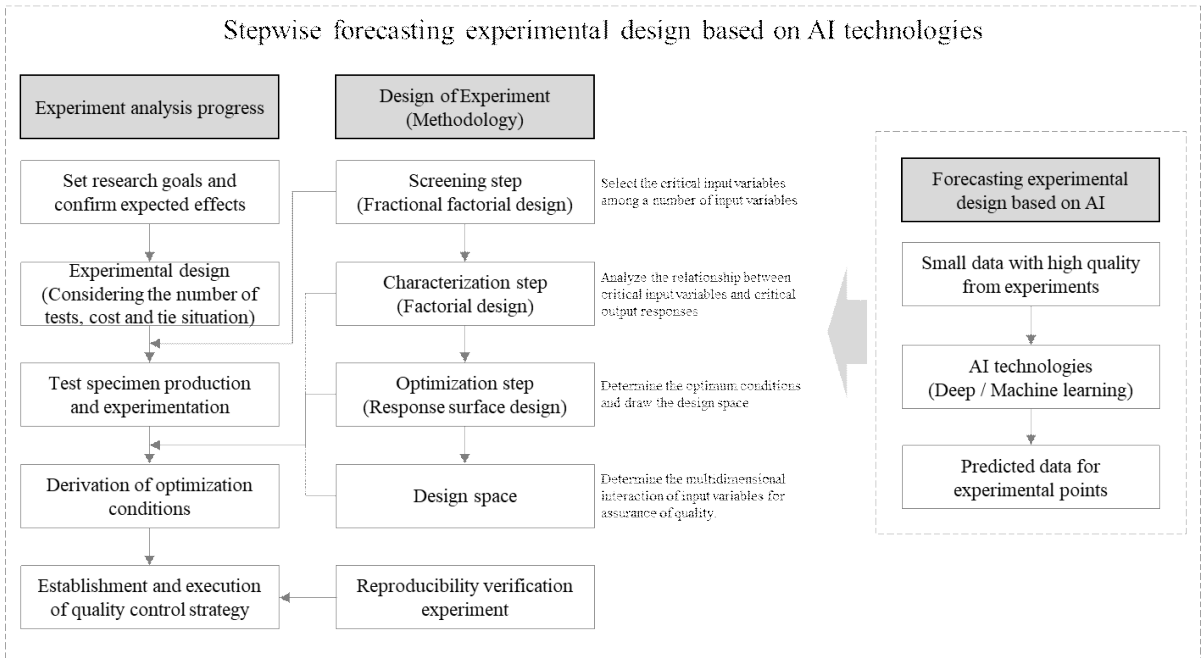 Stepwise forecasting experimental design based on AI technologies
Experiment analysis progress
Set research goals and
confirm expected effects
Experimental design
(Considering the number of
tests, cost and tie situation)
Test specimen production
and experimentation
Derivation of optimization
conditions
Establishment and execution
of quality control strategy
Design of Experiment
(Methodology)
Screening step
(Fractional factorial design)
Select the critical input variables
among a number of input variables
Characterization step
(Factorial design)
Analyze the relationship between
critical input variables and critical
output responses
Optimization step
(Response surface design)
Determine the optimum conditions
and draw the design space
Design space
Determine the multidimensional
interaction of input variables for
assurance of quality.
Reproducibility verification
experiment
Forecasting experimental
design based on AI
Small data with high quality
from experiments
AI technologies
(Deep / Machine learning)
Predicted data for
experimental points